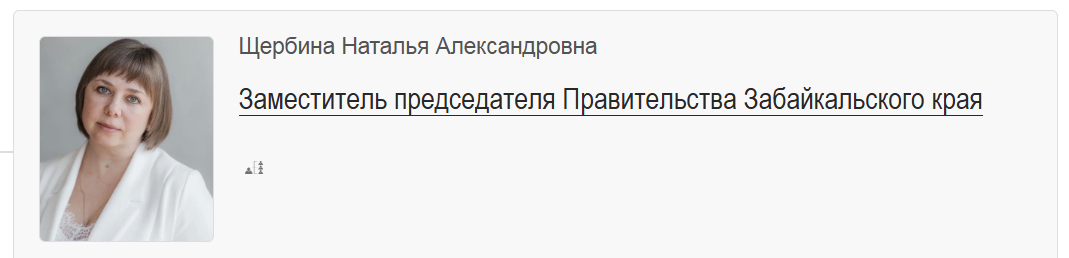 Щербина Наталья Александровна
Заместитель председателя Правительства Забайкальского края